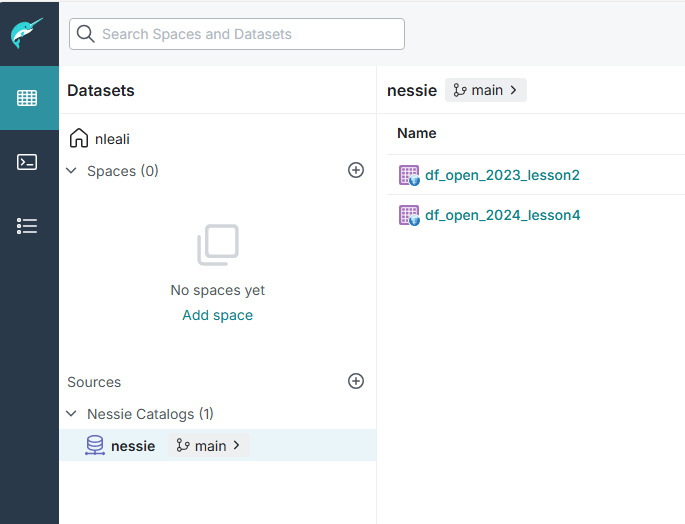 Search Spaces and Datasets
Datasets
nleali
Spaces (0)
No spaces yet
Add space
Sources
Nessie Catalogs (1)
nessie main
nessie main
Name
df_open_2023_lesson2
df_open_2024_lesson4